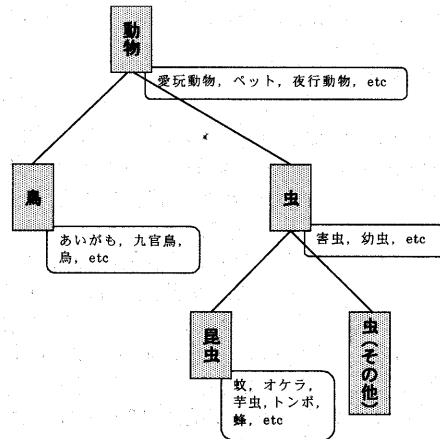 動物
愛玩動物, ペット, 夜行動物, etc
鳥
あいがも, 九官鳥,
鳥, etc
虫
害虫, 幼虫, etc
昆虫
蚊, オケラ,
芋虫, トンボ,
蜂, etc
虫(その他)